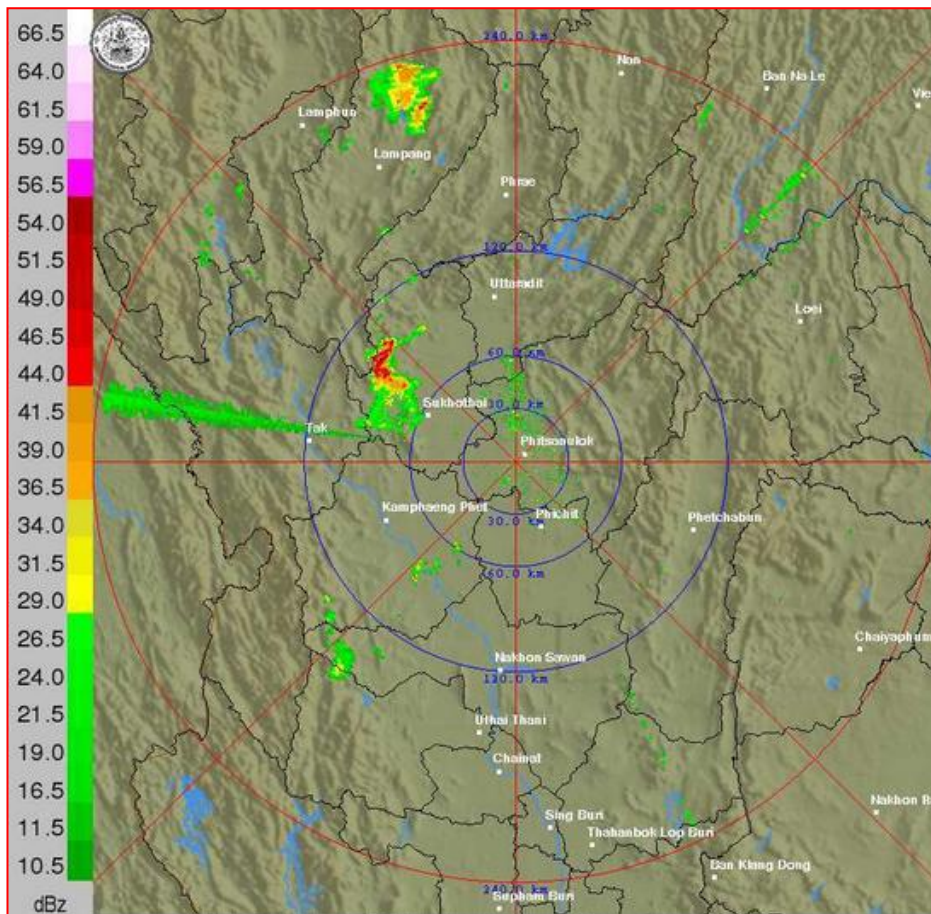 66.5
64.0
61.5
59.0
56.5
54.0
51.5
49.0
46.5
44.0
41.5
39.0
36.5
34.0
31.5
29.0
26.5
24.0
21.5
19.0
16.5
11.5
10.5
dBz
240.0 km
Nan
Ban Na Le
Vie
Lamphun
Lampang
Phrae
120.0 km
Uttaradit
Loei
60.0 km
30.0 km
Sukhothai
Tak
Phitsanulok
Kamphaeng Phet
Phichit
30.0 km
Phetchabun
60.0 km
Chaiyaphum
Nakhon Sawan
120.0 km
Uthai Thani
Chainat
Nakhon R
Sing Buri
Thahanbok Lop Buri
Ban Klang Dong
240.0 km
Suphan Buri